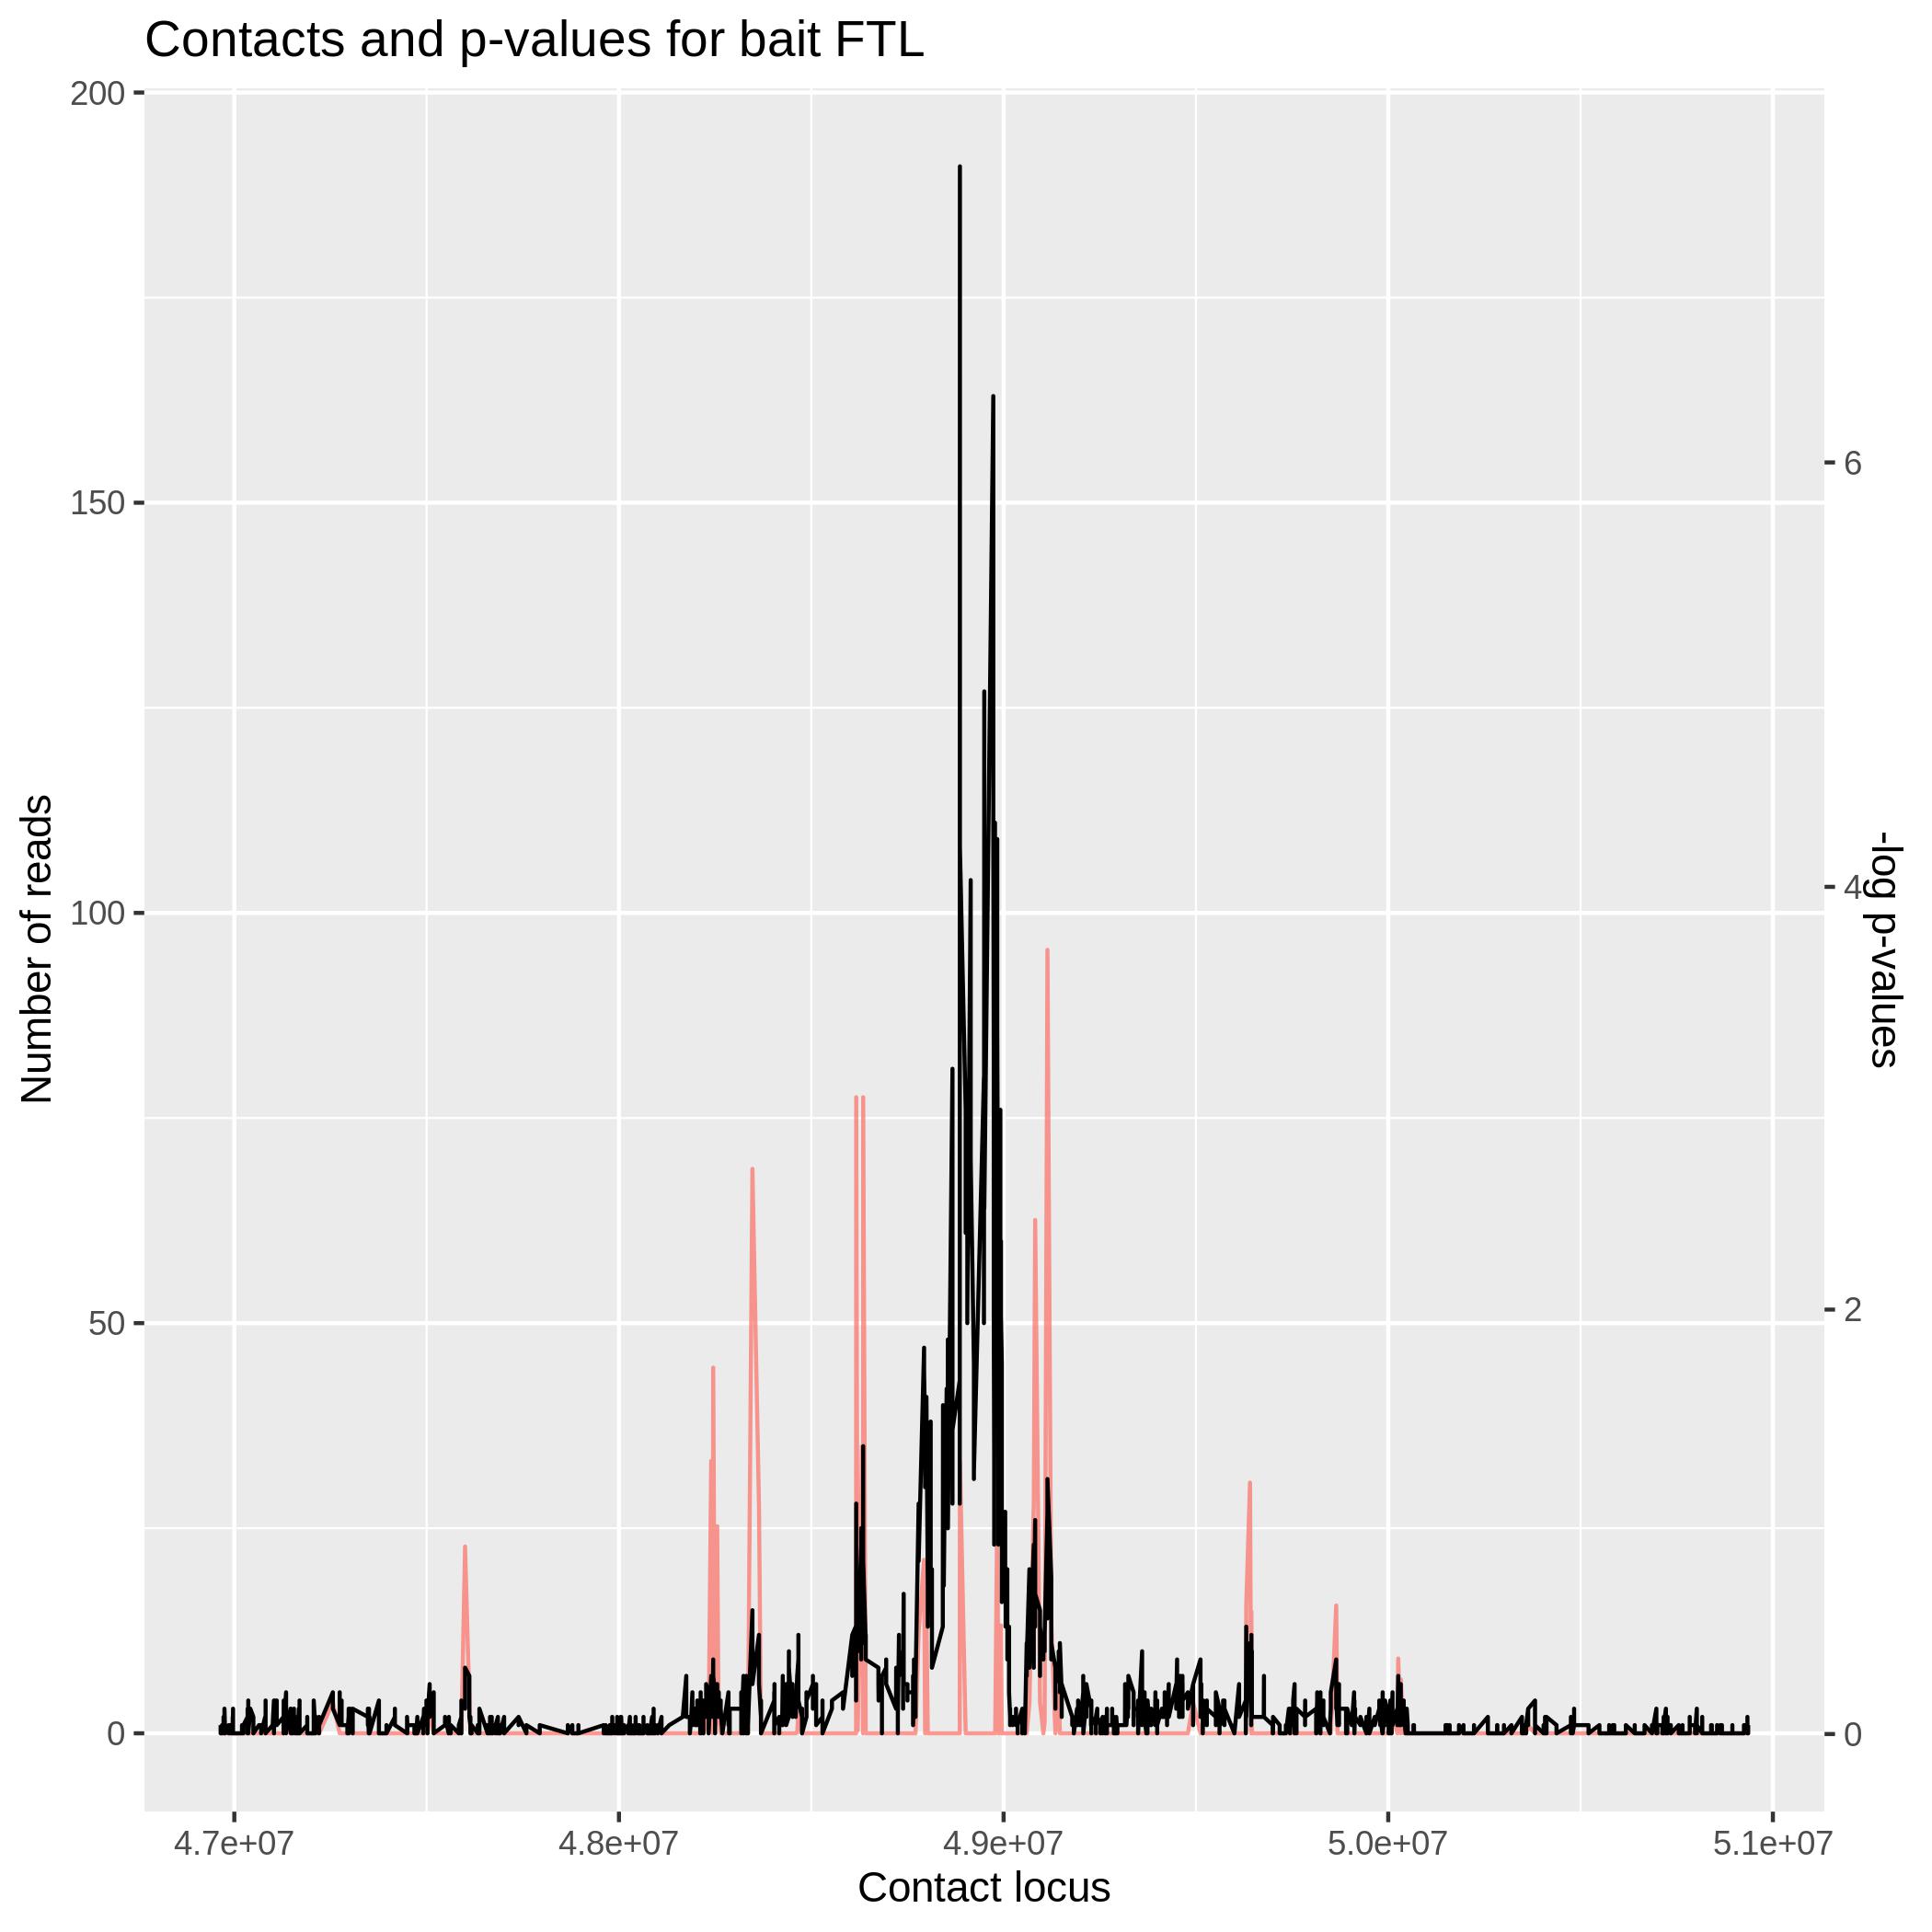 Contacts and p-values for bait FTL
200
150
100
50
0
Number of reads
6
4
2
0
-log p-values
4.7e+07 4.8e+07 4.9e+07 5.0e+07 5.1e+07
Contact locus